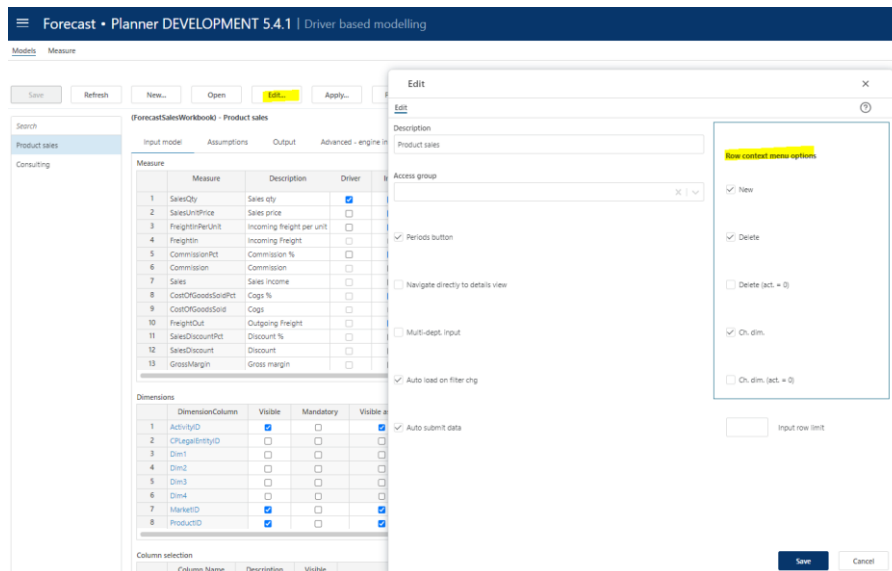 Forecast • Planner DEVELOPMENT 5.4.1 | Driver based modelling
Models Measure
Save Refresh New... Open Edit... Apply...
Search
Product sales
Consulting
(ForecastSalesWorkbook) - Product sales
Input model Assumptions Output Advanced - engine in
Measure
Measure Description Driver
1 SalesQty Sales qty
2 SalesUnitPrice Sales price
3 FreightInPerUnit Incoming freight per unit
4 FreightIn Incoming Freight
5 CommissionPct Commission %
6 Commission Commission
7 Sales Sales income
8 CostOfGoodsSoldPct Cogs %
9 CostOfGoodsSold Cogs
10 FreightOut Outgoing Freight
11 SalesDiscountPct Discount %
12 SalesDiscount Discount
13 GrossMargin Gross margin
Dimensions
DimensionColumn Visible Mandatory Visible as
1 ActivityID
2 CPLegalEntityID
3 Dim1
4 Dim2
5 Dim3
6 Dim4
7 MarketID
8 ProductID
Column selection
Column Name Description Visible
Edit
Edit
Description
Product sales
Access group
Periods button
Navigate directly to details view
Multi-dept. input
Auto load on filter chg
Auto submit data
Row context menu options
New
Delete
Delete (act. = 0)
Ch. dim.
Ch. dim. (act. = 0)
Input row limit
Save Cancel